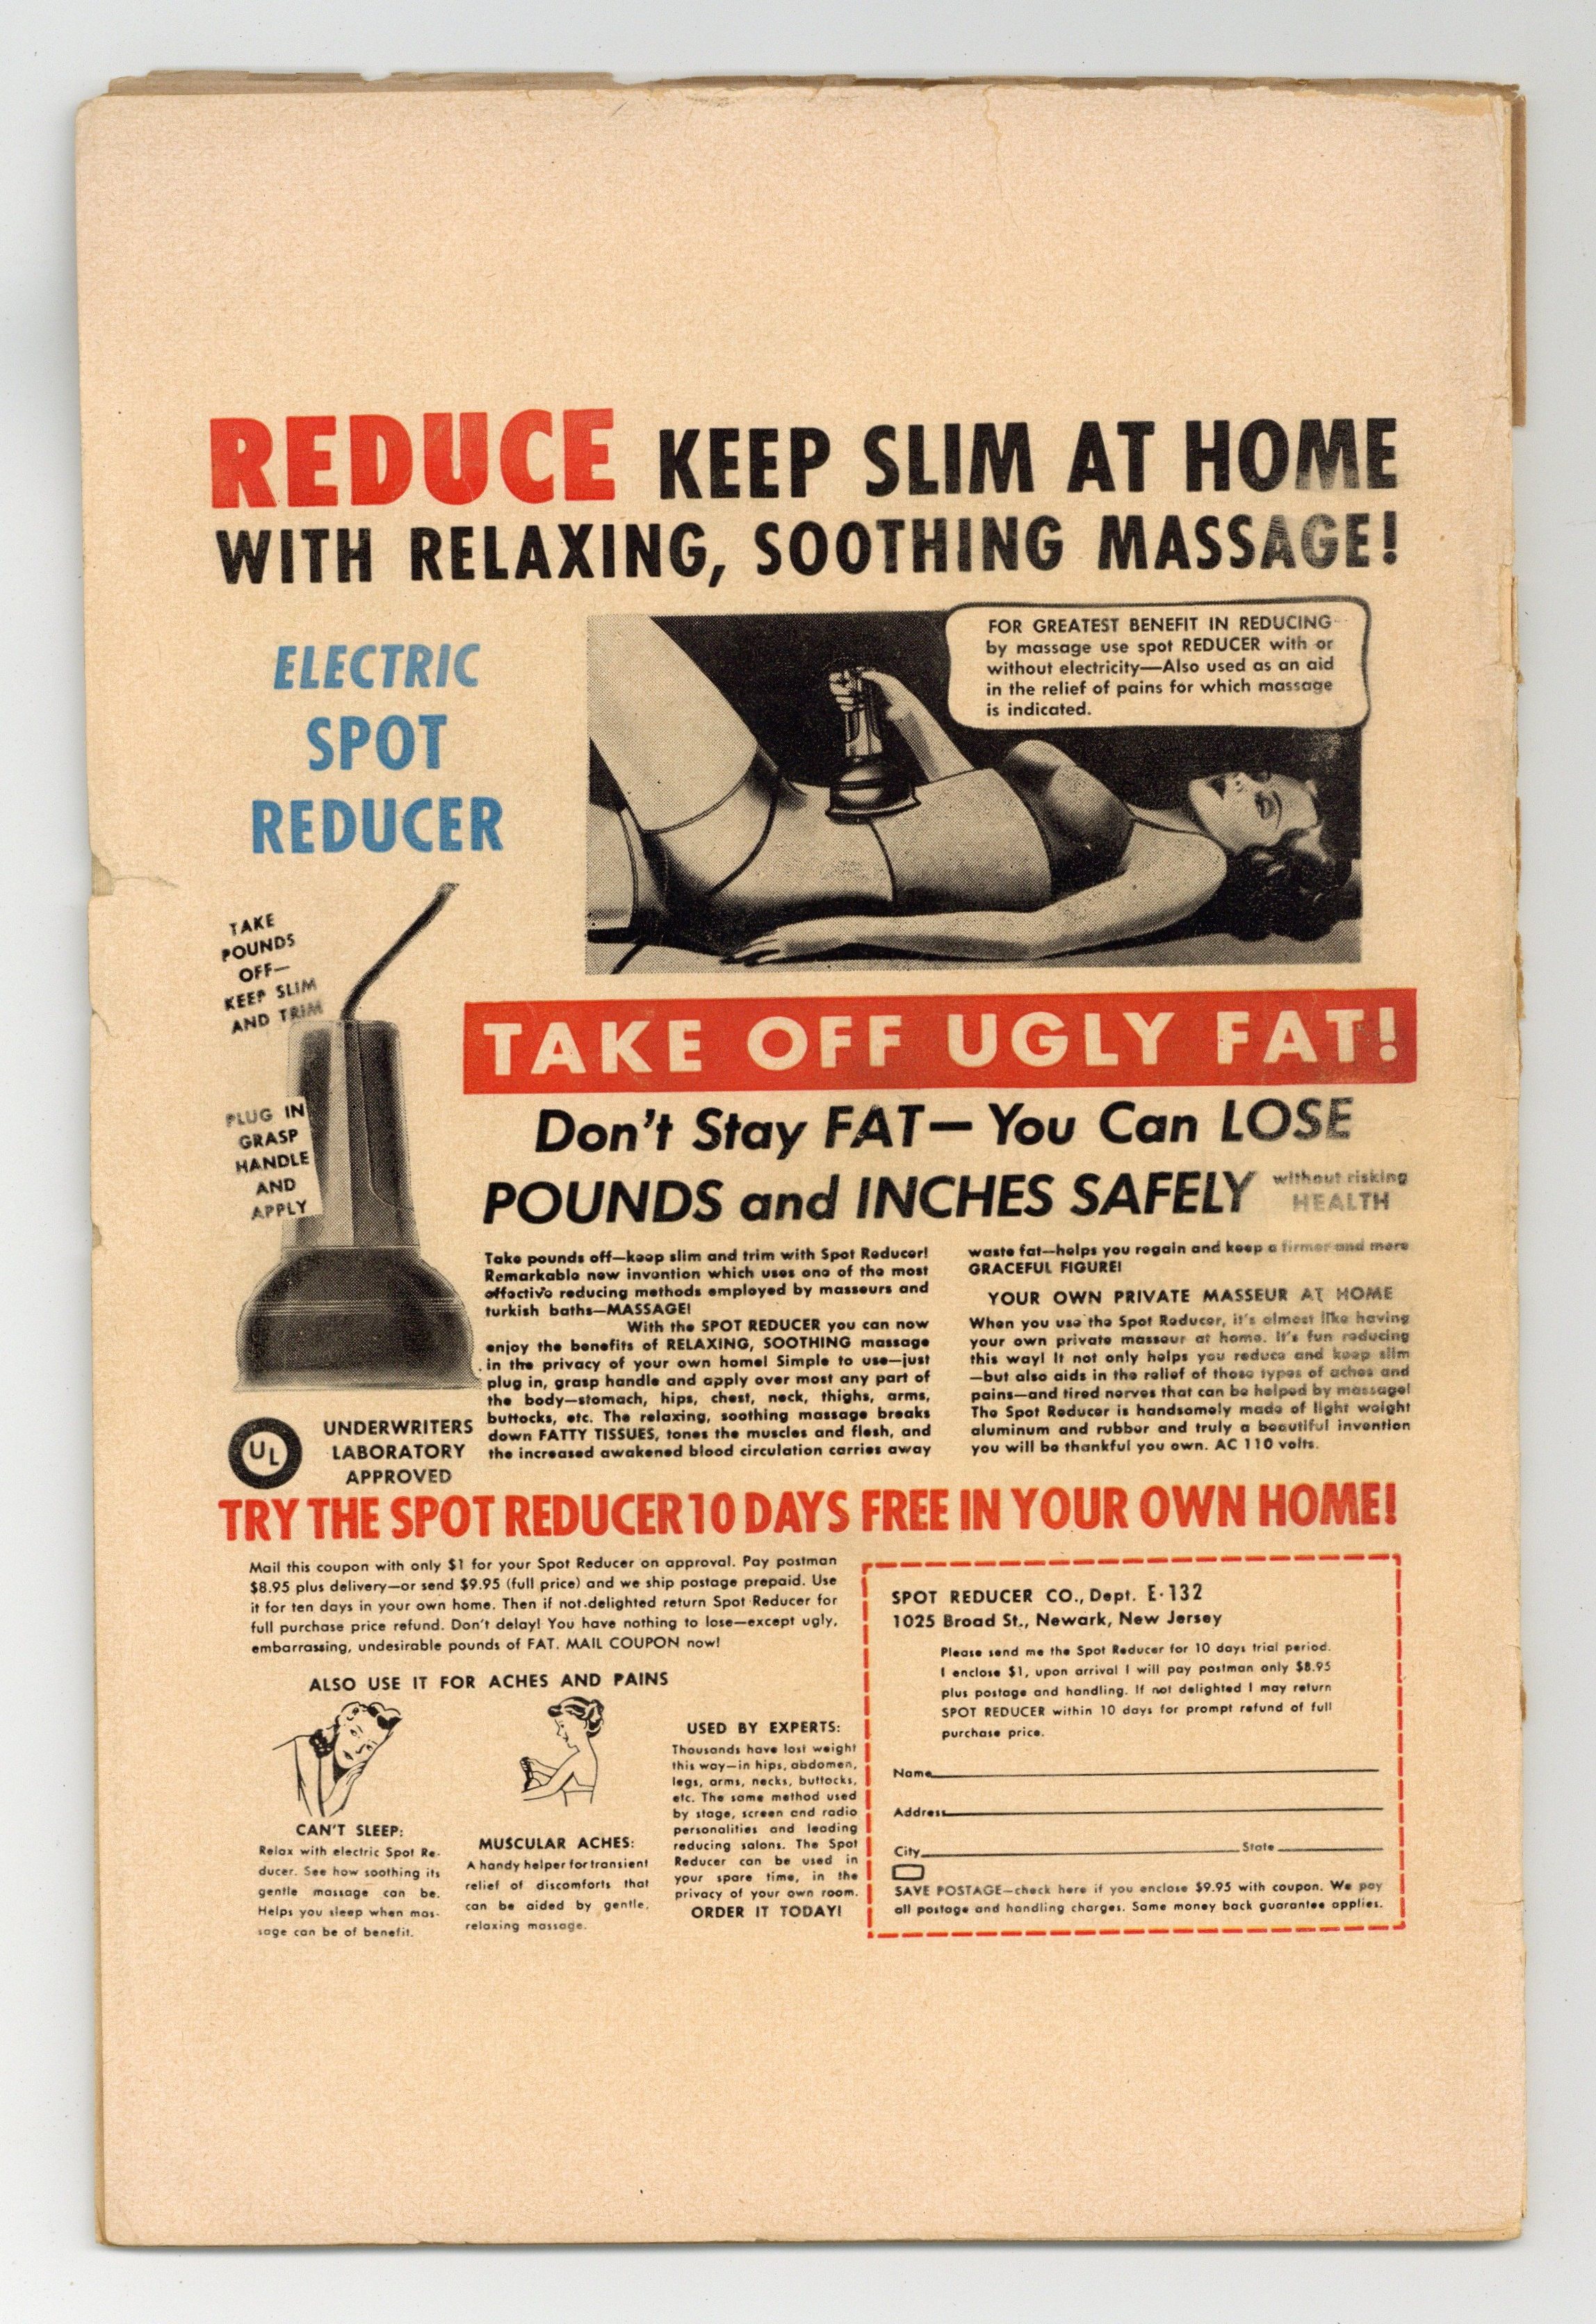 REDUCE KEEP SLIM AT HOME
WITH RELAXING, SOOTHING MASSAGE!
ELECTRIC
SPOT
REDUCER
FOR GREATEST BENEFIT IN REDUCING
by massage use spot REDUCER with or
without electricity—Also used as an aid
in the relief of pains for which massage
is indicated.
TAKE
POUNDS
OFF—
KEEP SLIM
AND TRIM
PLUG IN
GRASP
HANDLE
AND
APPLY
UL
UNDERWRITERS
LABORATORY
APPROVED
TAKE OFF UGLY FAT!
Don't Stay FAT— You Can LOSE
POUNDS and INCHES SAFELY without risking
HEALTH
Take pounds off—keep slim and trim with Spot Reducer!
Remarkable new invention which uses one of the most
effective reducing methods employed by masseurs and
turkish baths—MASSAGE!
With the SPOT REDUCER you can now
enjoy the benefits of RELAXING, SOOTHING massage
in the privacy of your own home! Simple to use—just
plug in, grasp handle and apply over most any part of
the body—stomach, hips, chest, neck, thighs, arms,
buttocks, etc. The relaxing, soothing massage breaks
down FATTY TISSUES, tones the muscles and flesh, and
the increased awakened blood circulation carries away
waste fat—helps you regain and keep a firmer and more
GRACEFUL FIGURE!
YOUR OWN PRIVATE MASSEUR AT HOME
When you use the Spot Reducer, it's almost like having
your own private masseur at home. It's fun reducing
this way! It not only helps you reduce and keep slim
—but also aids in the relief of those types of aches and
pains—and tired nerves that can be helped by massage!
The Spot Reducer is handsomely made of light weight
aluminum and rubber and truly a beautiful invention
you will be thankful you own. AC 110 volts.
TRY THE SPOT REDUCER 10 DAYS FREE IN YOUR OWN HOME!
Mail this coupon with only $1 for your Spot Reducer on approval. Pay postman
$8.95 plus delivery—or send $9.95 (full price) and we ship postage prepaid. Use
it for ten days in your own home. Then if not delighted return Spot Reducer for
full purchase price refund. Don't delay! You have nothing to lose—except ugly,
embarrassing, undesirable pounds of FAT. MAIL COUPON now!
ALSO USE IT FOR ACHES AND PAINS
CAN'T SLEEP:
Relax with electric Spot Re-
ducer. See how soothing its
gentle massage can be.
Helps you sleep when mas-
sage can be of benefit.
MUSCULAR ACHES:
A handy helper for transient
relief of discomforts that
can be aided by gentle,
relaxing massage.
USED BY EXPERTS:
Thousands have lost weight
this way—in hips, abdomen,
legs, arms, necks, buttocks,
etc. The same method used
by stage, screen and radio
personalities and leading
reducing salons. The Spot
Reducer can be used in
your spare time, in the
privacy of your own room.
ORDER IT TODAY!
SPOT REDUCER CO., Dept. E-132
1025 Broad St., Newark, New Jersey
Please send me the Spot Reducer for 10 days trial period.
I enclose $1, upon arrival I will pay postman only $8.95
plus postage and handling. If not delighted I may return
SPOT REDUCER within 10 days for prompt refund of full
purchase price.
Name
Address
City State
SAVE POSTAGE—check here if you enclose $9.95 with coupon. We pay
all postage and handling charges. Same money back guarantee applies.